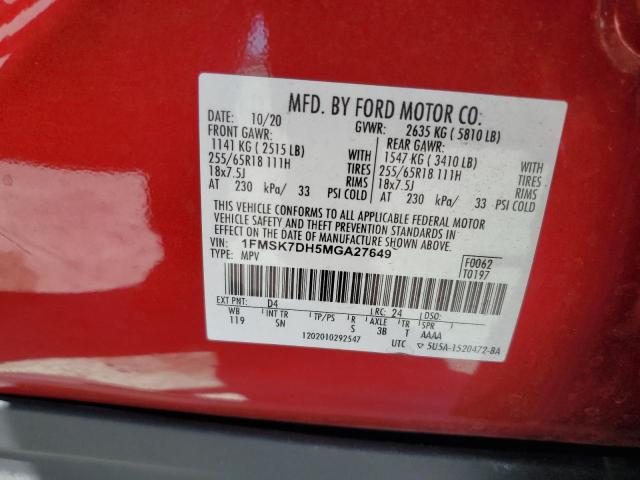 MFD. BY FORD MOTOR CO.
DATE: 10/20 GVWR: 2635 KG ( 5810 LB)
FRONT GAWR: REAR GAWR:
1141 KG ( 2515 LB) WITH 1547 KG ( 3410 LB) WITH
255/65R18 111H TIRES 255/65R18 111H TIRES
18x7.5J RIMS 18x7.5J RIMS
AT 230 kPa/ 33 PSI COLD AT 230 kPa/ 33 PSI COLD
THIS VEHICLE CONFORMS TO ALL APPLICABLE FEDERAL MOTOR
VEHICLE SAFETY AND THEFT PREVENTION STANDARDS IN
EFFECT ON THE DATE OF MANUFACTURE SHOWN ABOVE.
VIN: 1FMSK7DH5MGA27649
TYPE: MPV
F0062
T0197
EXT PNT: D4 RC: 24 DSO:
WB INT TR TP/PS R AXLE TR SPR
119 SN S 3B T AAAA
1202010292547 UTC 5U5A-1520472-BA